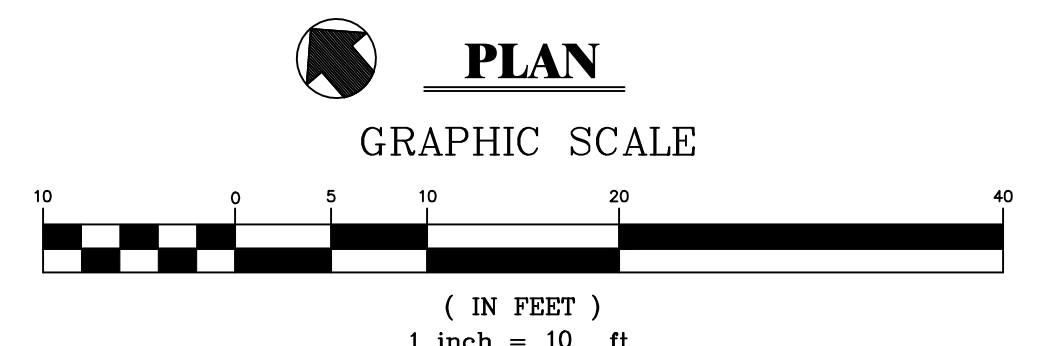 PLAN
GRAPHIC SCALE
10 0 5 10 20 40
( IN FEET )
1 inch = 10 ft